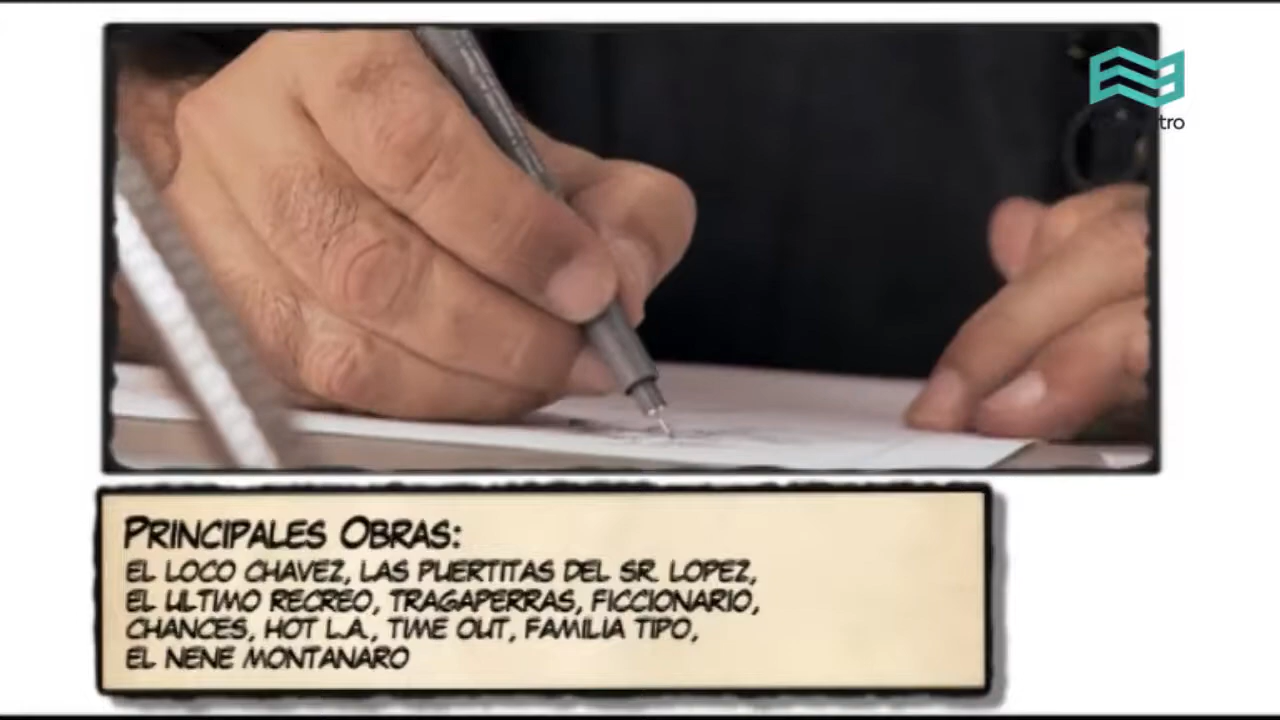 tro
PRINCIPALES OBRAS:
EL LOCO CHAVEZ, LAS PUERTITAS DEL SR. LOPEZ,
EL ULTIMO RECREO, TRAGAPERRAS, FICCIONARIO,
CHANCES, HOT L.A., TIME OUT, FAMILIA TIPO,
EL NENE MONTANARO